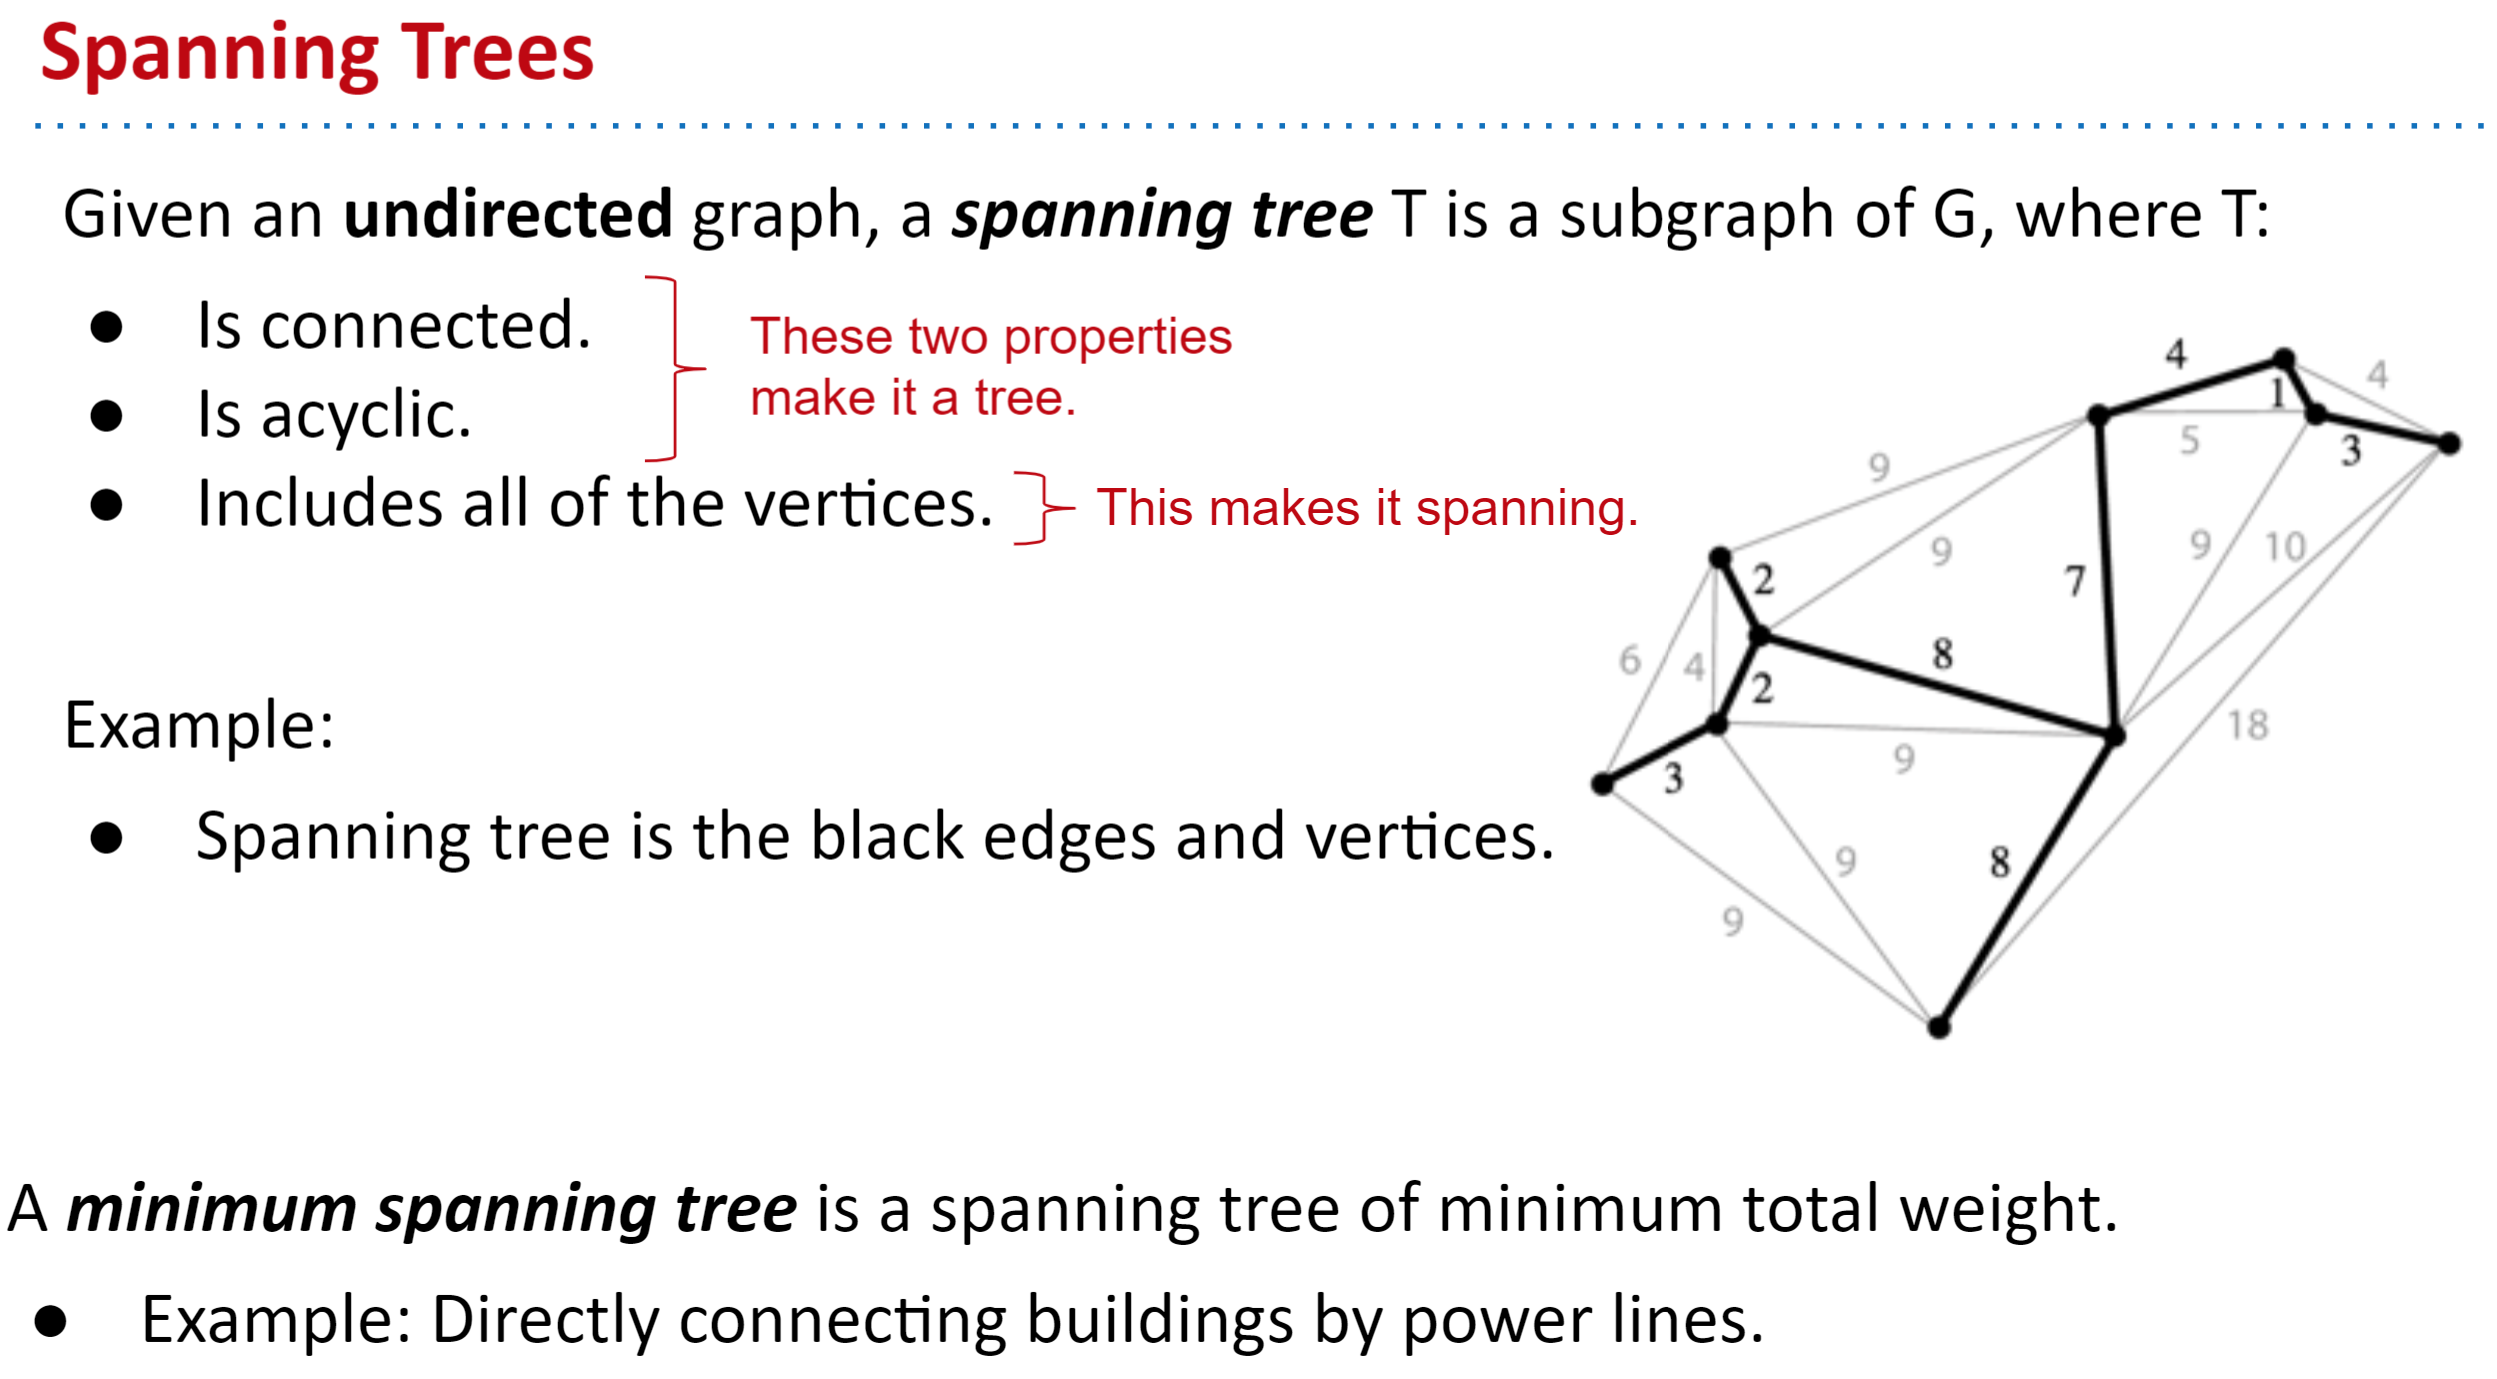 Spanning Trees
Given an undirected graph, a spanning tree T is a subgraph of G, where T:
● Is connected.
● Is acyclic.
These two properties
make it a tree.
● Includes all of the vertices.
This makes it spanning.
Example:
● Spanning tree is the black edges and vertices.
4
4
1
5
3
9
9
9
10
7
2
6
4
8
2
18
9
3
9
8
9
A minimum spanning tree is a spanning tree of minimum total weight.
● Example: Directly connecting buildings by power lines.